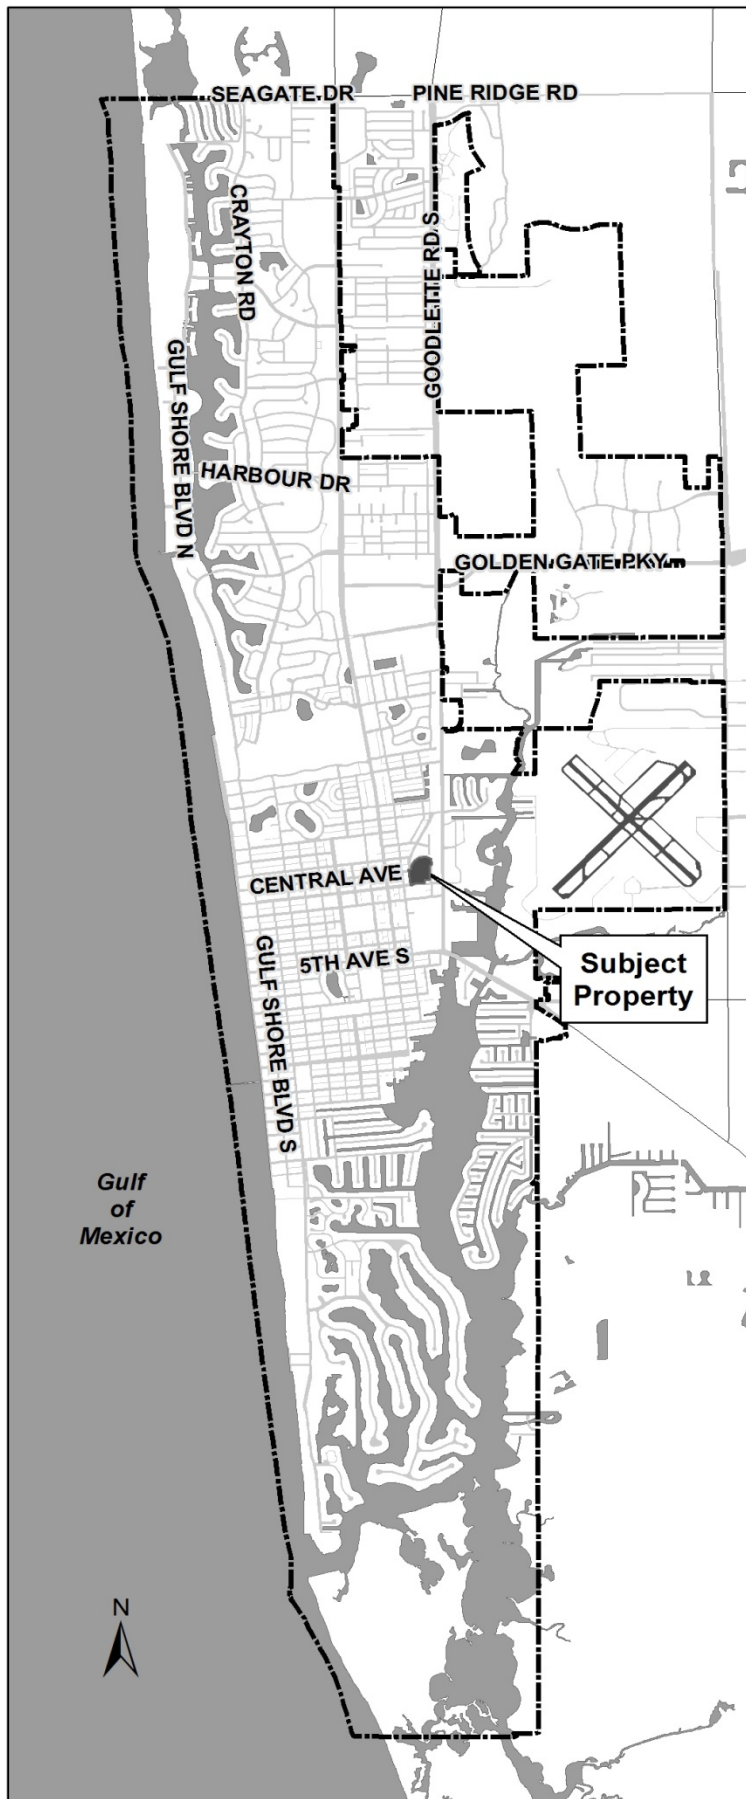 SEAGATE DR
PINE RIDGE RD
CRAYTON RD
GOODLETTE RD S
GULF SHORE BLVD N
HARBOUR DR
GOLDEN GATE PKY
CENTRAL AVE
5TH AVE S
Subject
Property
GULF SHORE BLVD S
Gulf
of
Mexico
N